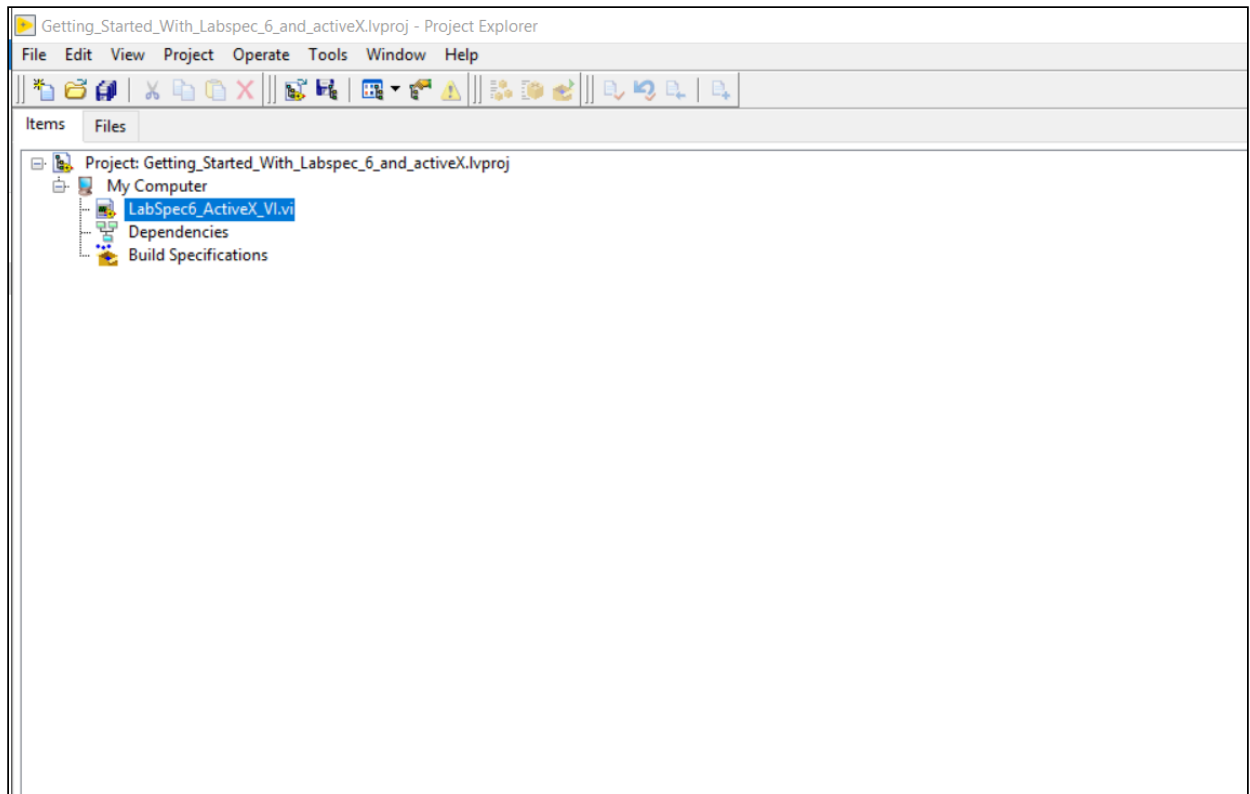 Getting_Started_With_Labspec_6_and_activeX.lvproj - Project Explorer
File Edit View Project Operate Tools Window Help
Items Files
Project: Getting_Started_With_Labspec_6_and_activeX.lvproj
My Computer
LabSpec6_ActiveX_VI.vi
Dependencies
Build Specifications